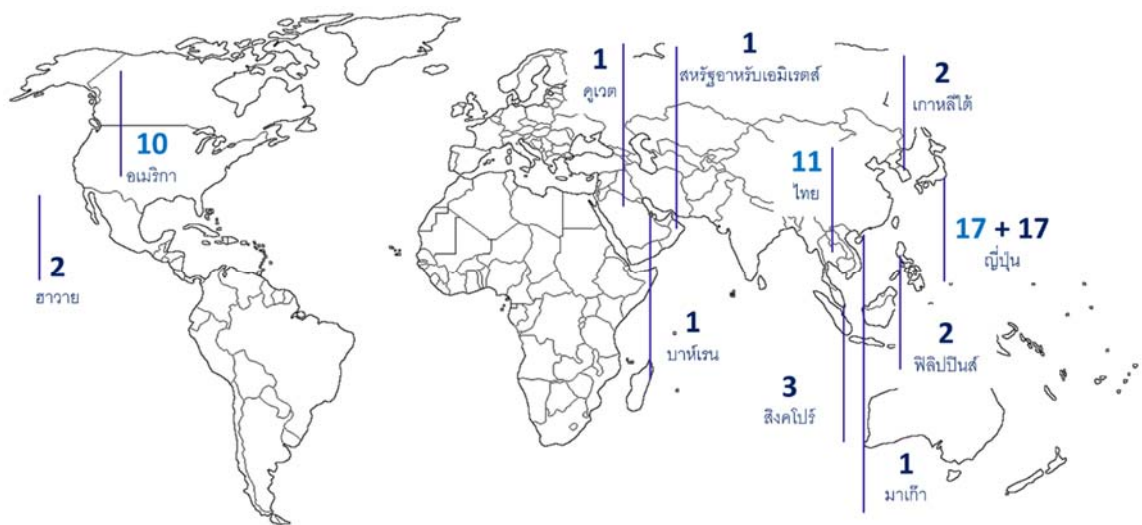 1
คูเวต
1
สหรัฐอาหรับเอมิเรตส์
2
เกาหลีใต้
10
อเมริกา
11
ไทย
17 + 17
ญี่ปุ่น
2
ฮาวาย
1
บาห์เรน
2
ฟิลิปปินส์
3
สิงคโปร์
1
มาเก๊า